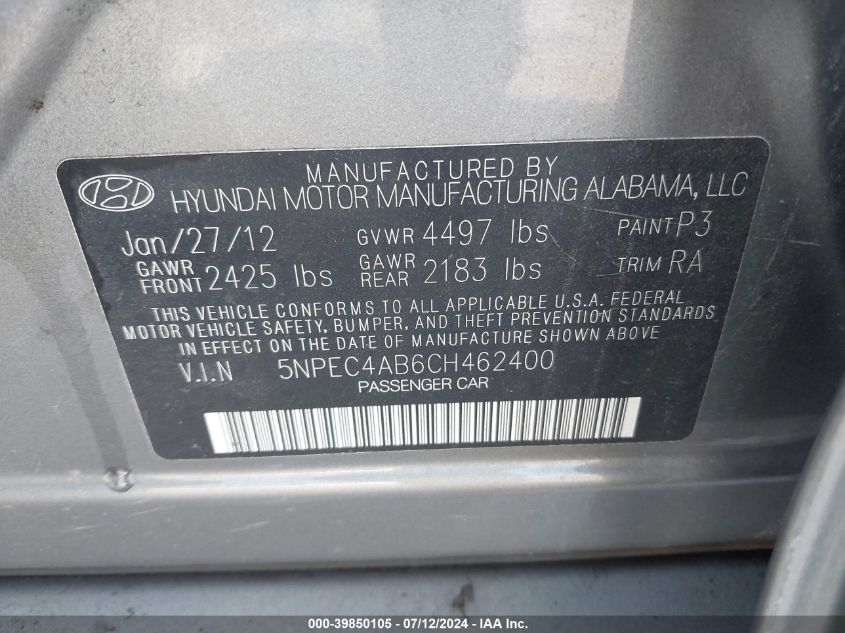 MANUFACTURED BY
HYUNDAI MOTOR MANUFACTURING ALABAMA, LLC
Jan/27/12 GVWR 4497 lbs PAINT P3
GAWR FRONT 2425 lbs GAWR REAR 2183 lbs TRIM RA
THIS VEHICLE CONFORMS TO ALL APPLICABLE U.S.A. FEDERAL
MOTOR VEHICLE SAFETY, BUMPER, AND THEFT PREVENTION STANDARDS
IN EFFECT ON THE DATE OF MANUFACTURE SHOWN ABOVE
V.I.N 5NPEC4AB6CH462400
PASSENGER CAR
000-39850105 - 07/12/2024 - IAA Inc.